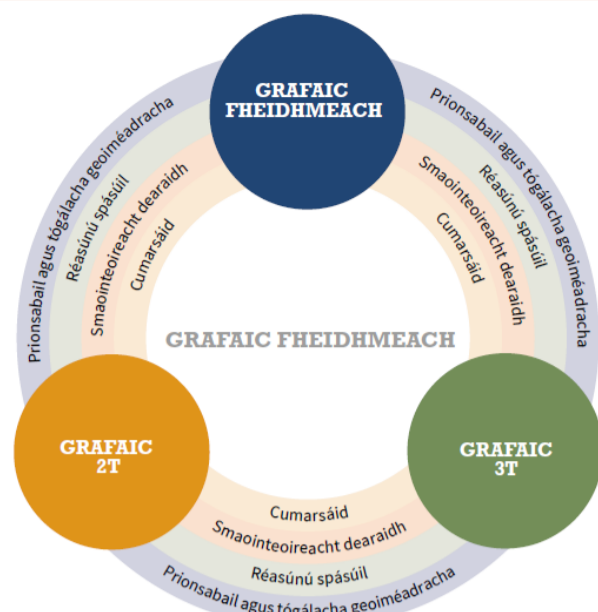 GRAFAIC
FHEIDHMEACH
Prionsabail agus tógálacha geoiméadracha
Réasúnú spásúil
Smaointeoireacht dearaidh
Cumarsáid
Prionsabail agus tógálacha geoiméadracha
Réasúnú spásúil
Smaointeoireacht dearaidh
Cumarsáid
GRAFAIC FHEIDHMEACH
GRAFAIC
2T
GRAFAIC
3T
Cumarsáid
Smaointeoireacht dearaidh
Réasúnú spásúil
Prionsabail agus tógálacha geoiméadracha